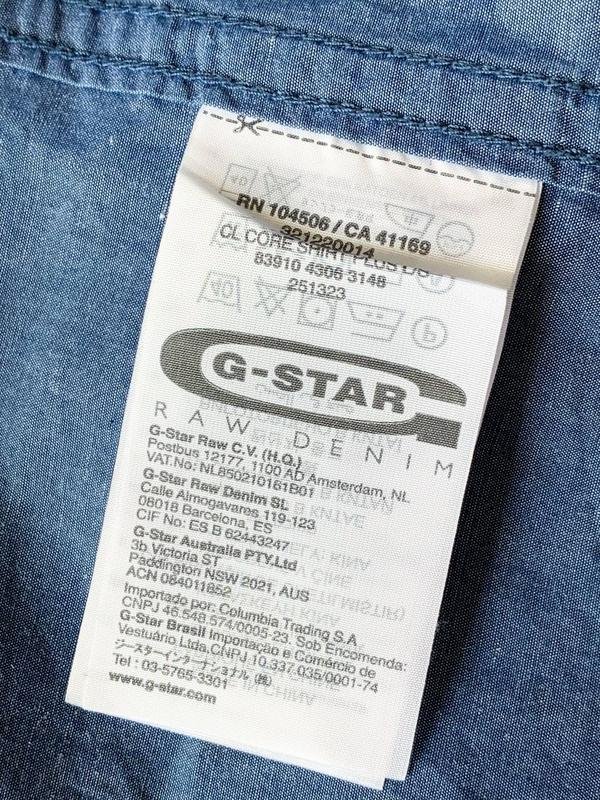 RN 104506 / CA 41169
321220014
CL CORE SHIRT PLUS L/S
83910 4306 3148
251323
G-STAR
RAW DENIM
G-Star Raw C.V. (H.Q.)
Postbus 12177, 1100 AD Amsterdam, NL
VAT.No: NL850210161B01
G-Star Raw Denim SL
Calle Almogavares 119-123
08018 Barcelona, ES
CIF No: ES B 62443247
G-Star Australia PTY.Ltd
3b Victoria ST
Paddington NSW 2021, AUS
ACN 084011852
Importado por: Columbia Trading S.A
CNPJ 46.548.574/0005-23. Sob Encomenda:
G-Star Brasil Importação e Comércio de
Vestuário Ltda,CNPJ 10.337.035/0001-74
ジースターインターナショナル ㈱
Tel : 03-5765-3301
www.g-star.com